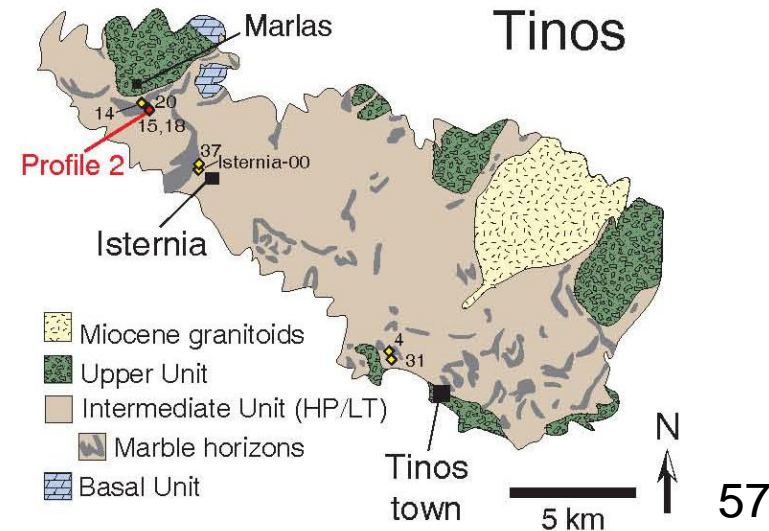 Tinos
Marlas
14
20
15,18
Profile 2
37
Isternia-00
Isternia
4
31
Miocene granitoids
Upper Unit
Intermediate Unit (HP/LT)
Marble horizons
Basal Unit
Tinos
town
N
5 km
57